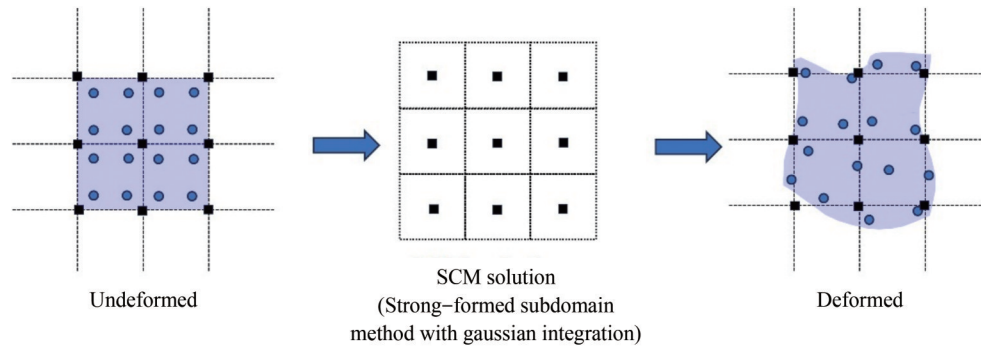 Undeformed
SCM solution
(Strong-formed subdomain
method with gaussian integration)
Deformed